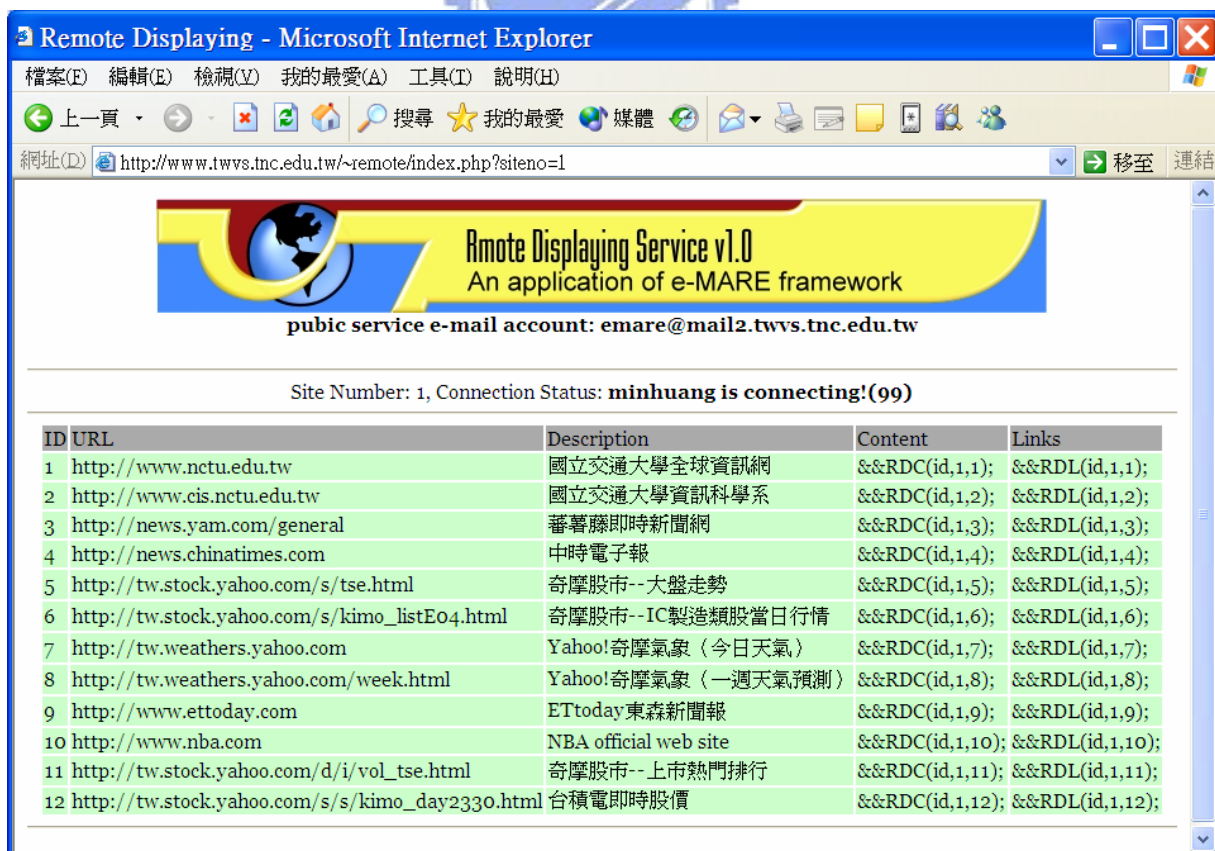 Remote Displaying - Microsoft Internet Explorer
檔案(F) 編輯(E) 檢視(V) 我的最愛(A) 工具(T) 說明(H)
上一頁 搜尋 我的最愛 媒體
網址(D) http://www.twvs.tnc.edu.tw/~remote/index.php?siteno=1 移至 連結
Rmote Displaying Service v1.0
An application of e-MARE framework
pubic service e-mail account: emare@mail2.twvs.tnc.edu.tw
Site Number: 1, Connection Status: minhuang is connecting!(99)
ID URL Description Content Links
1 http://www.nctu.edu.tw 國立交通大學全球資訊網 &&RDC(id,1,1); &&RDL(id,1,1);
2 http://www.cis.nctu.edu.tw 國立交通大學資訊科學系 &&RDC(id,1,2); &&RDL(id,1,2);
3 http://news.yam.com/general 蕃薯藤即時新聞網 &&RDC(id,1,3); &&RDL(id,1,3);
4 http://news.chinatimes.com 中時電子報 &&RDC(id,1,4); &&RDL(id,1,4);
5 http://tw.stock.yahoo.com/s/tse.html 奇摩股市--大盤走勢 &&RDC(id,1,5); &&RDL(id,1,5);
6 http://tw.stock.yahoo.com/s/kimo_listE04.html 奇摩股市--IC製造類股當日行情 &&RDC(id,1,6); &&RDL(id,1,6);
7 http://tw.weathers.yahoo.com Yahoo!奇摩氣象（今日天氣） &&RDC(id,1,7); &&RDL(id,1,7);
8 http://tw.weathers.yahoo.com/week.html Yahoo!奇摩氣象（一週天氣預測） &&RDC(id,1,8); &&RDL(id,1,8);
9 http://www.ettoday.com ETtoday東森新聞報 &&RDC(id,1,9); &&RDL(id,1,9);
10 http://www.nba.com NBA official web site &&RDC(id,1,10); &&RDL(id,1,10);
11 http://tw.stock.yahoo.com/d/i/vol_tse.html 奇摩股市--上市熱門排行 &&RDC(id,1,11); &&RDL(id,1,11);
12 http://tw.stock.yahoo.com/s/s/kimo_day2330.html 台積電即時股價 &&RDC(id,1,12); &&RDL(id,1,12);